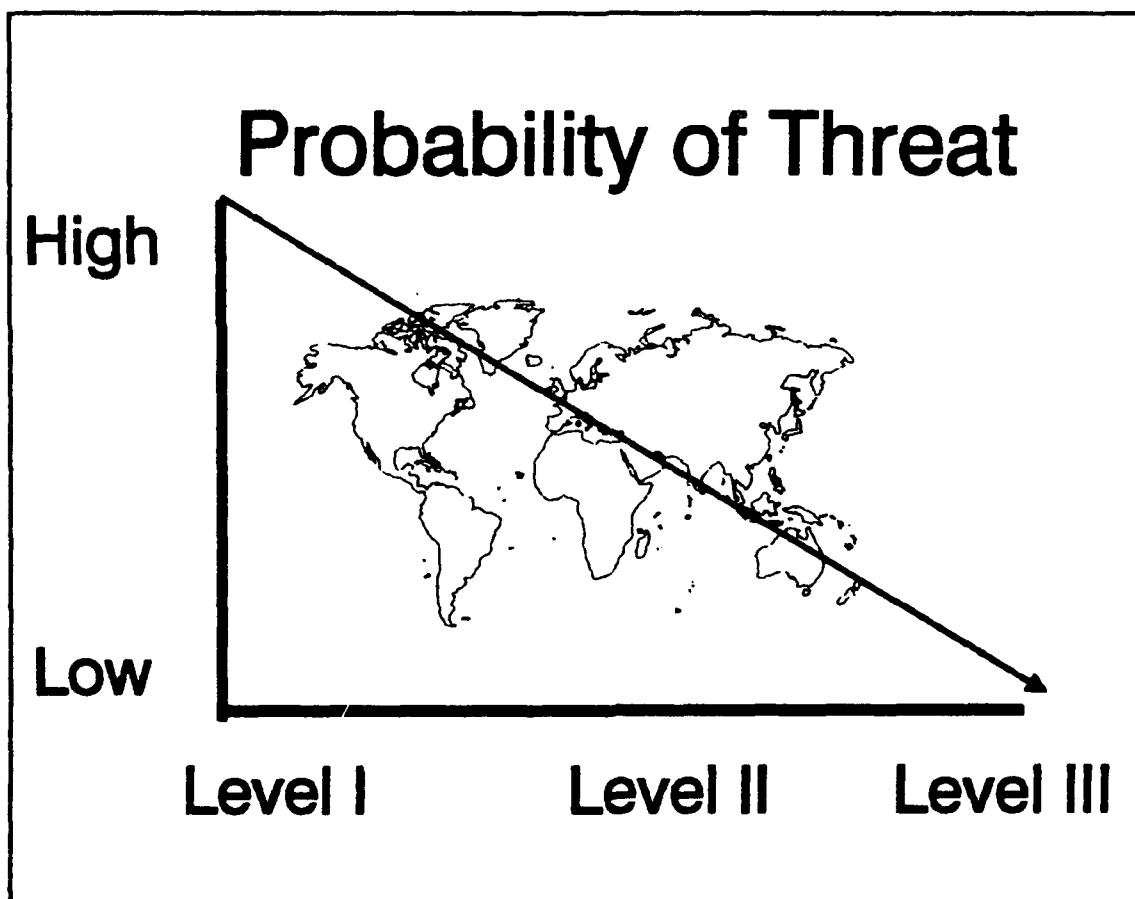 Probability of Threat
High
Low
Level I
Level II
Level III